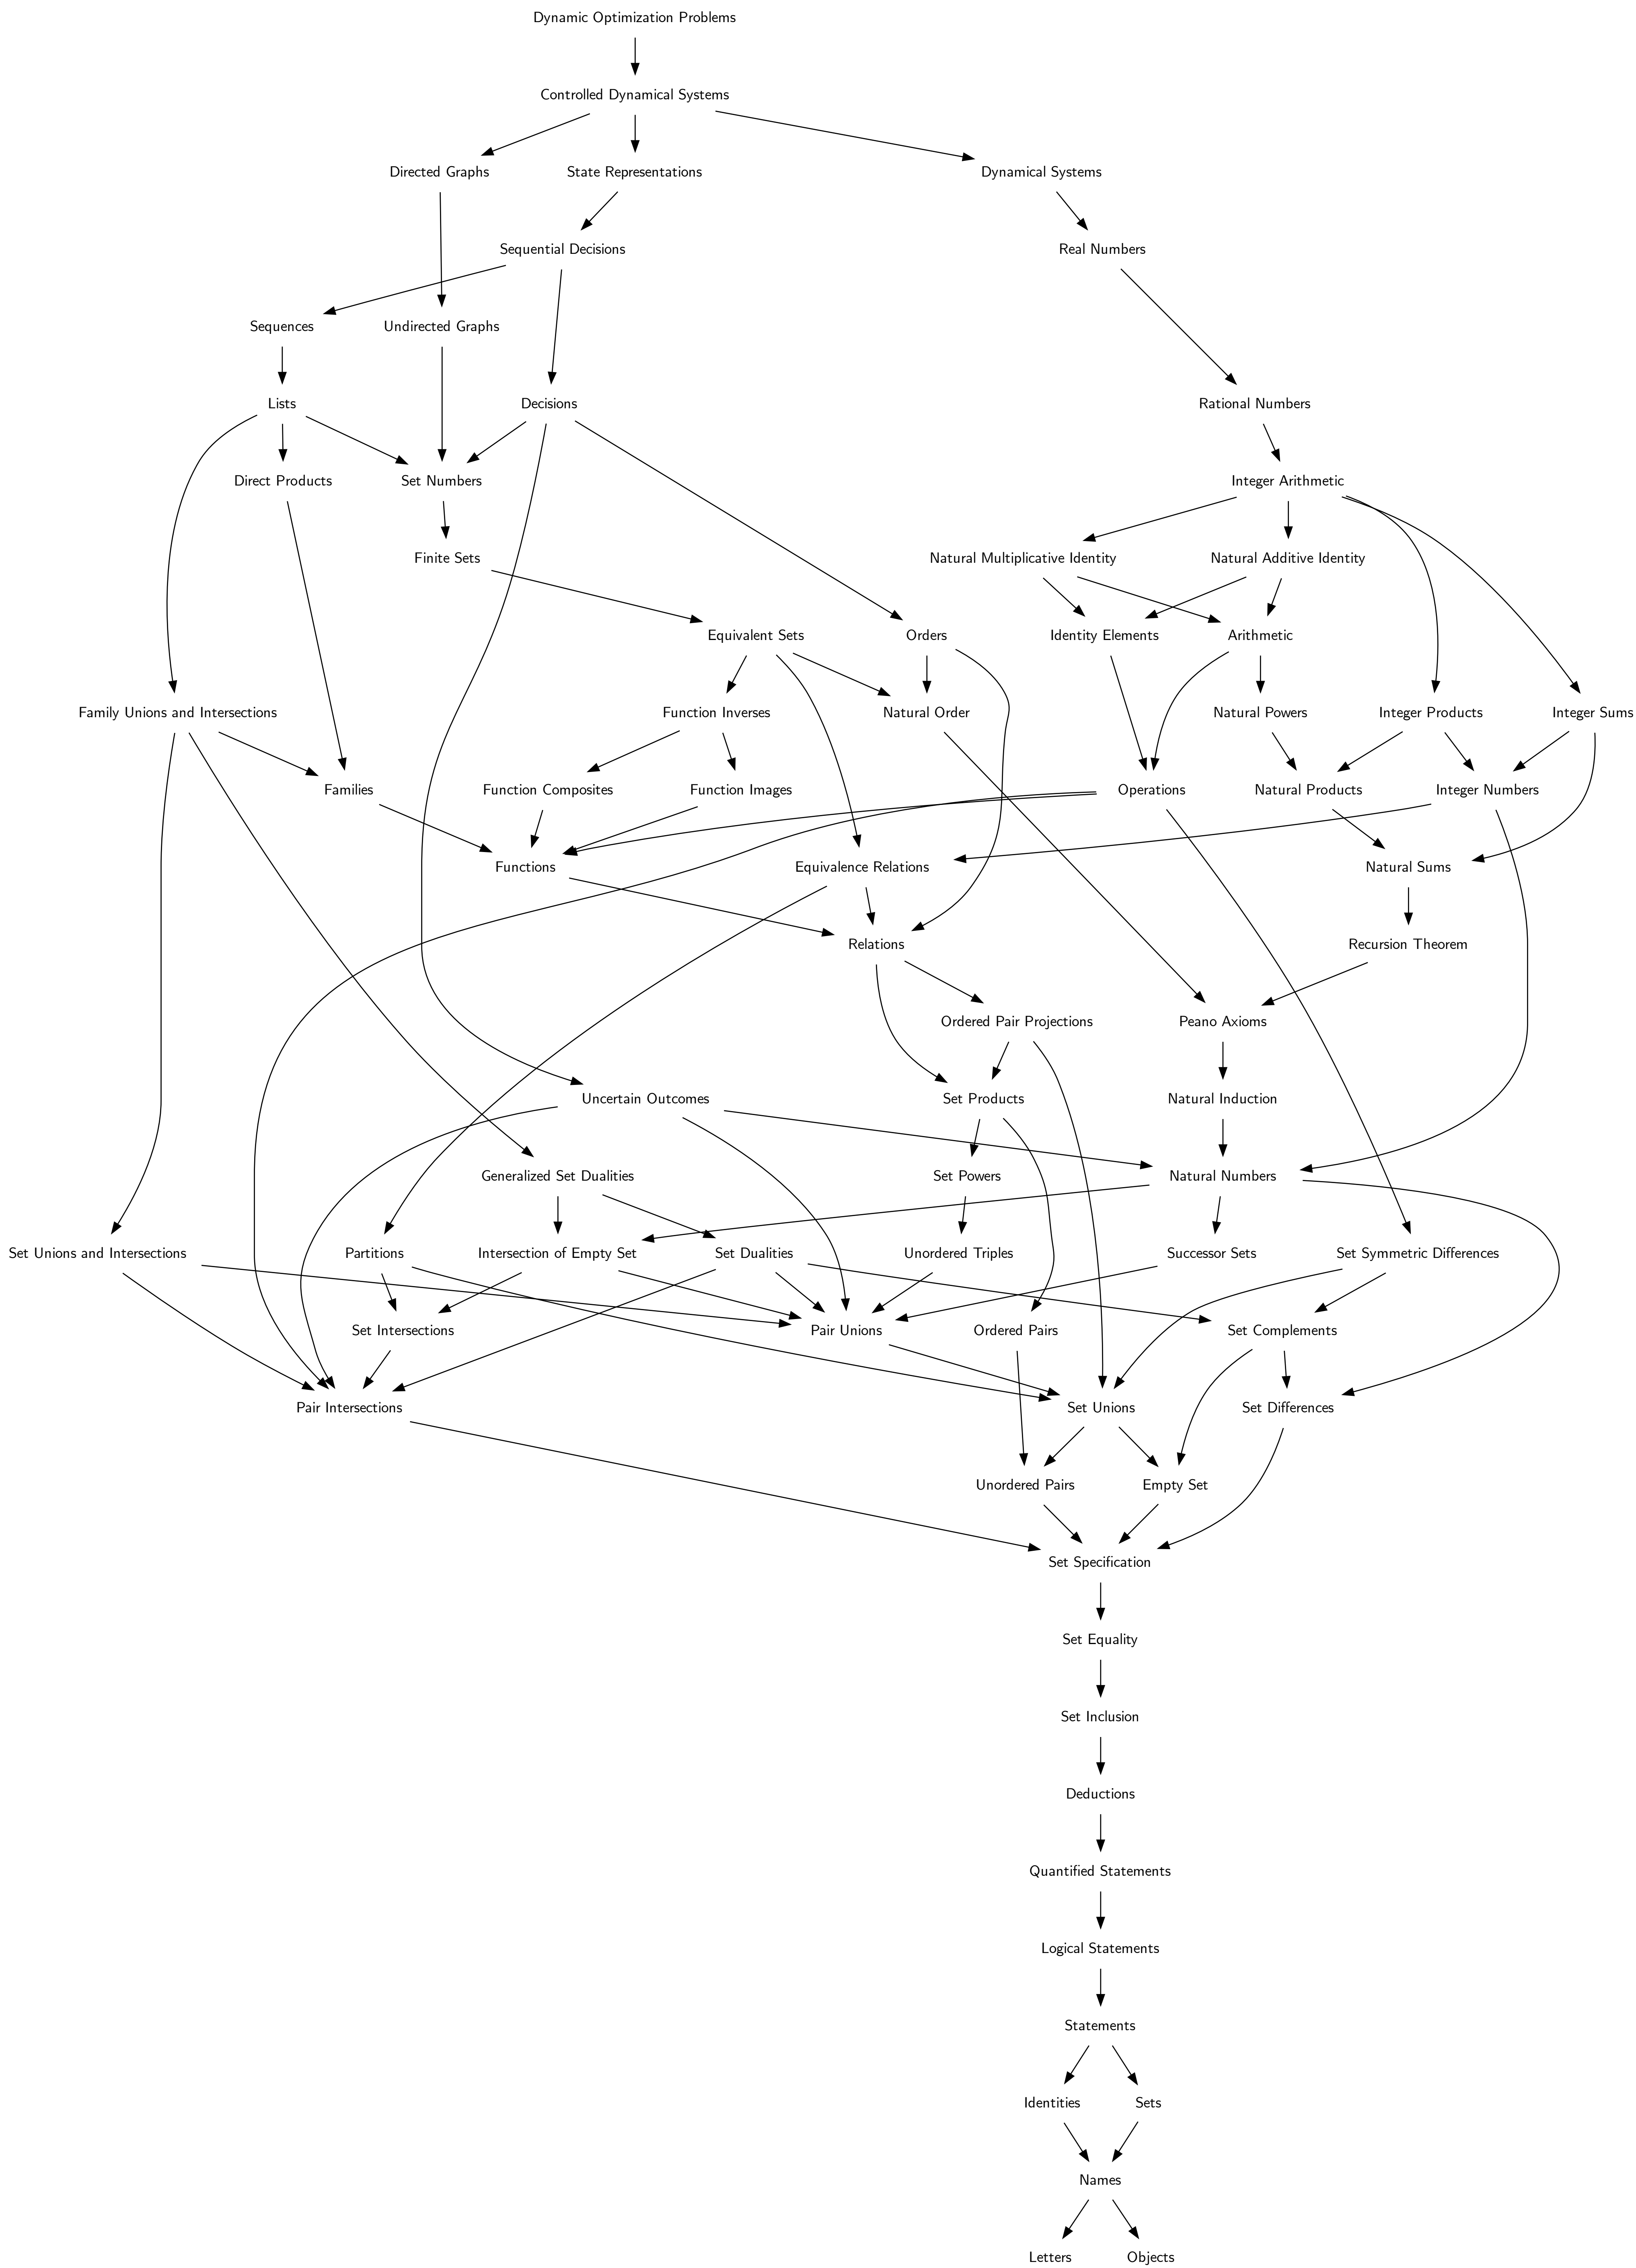 Dynamic Optimization Problems
Controlled Dynamical Systems
Directed Graphs
State Representations
Dynamical Systems
Sequential Decisions
Real Numbers
Sequences
Undirected Graphs
Lists
Decisions
Rational Numbers
Direct Products
Set Numbers
Integer Arithmetic
Finite Sets
Natural Multiplicative Identity
Natural Additive Identity
Equivalent Sets
Orders
Identity Elements
Arithmetic
Family Unions and Intersections
Function Inverses
Natural Order
Natural Powers
Integer Products
Integer Sums
Families
Function Composites
Function Images
Operations
Natural Products
Integer Numbers
Functions
Equivalence Relations
Natural Sums
Relations
Recursion Theorem
Ordered Pair Projections
Peano Axioms
Uncertain Outcomes
Set Products
Natural Induction
Generalized Set Dualities
Set Powers
Natural Numbers
Set Unions and Intersections
Partitions
Intersection of Empty Set
Set Dualities
Unordered Triples
Successor Sets
Set Symmetric Differences
Set Intersections
Pair Unions
Ordered Pairs
Set Complements
Pair Intersections
Set Unions
Set Differences
Unordered Pairs
Empty Set
Set Specification
Set Equality
Set Inclusion
Deductions
Quantified Statements
Logical Statements
Statements
Identities
Sets
Names
Letters
Objects